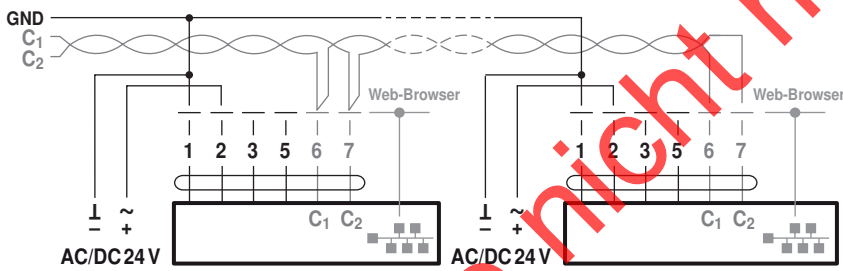 GND
C1
C2
Web-Browser Web-Browser
1 2 3 5 6 7 1 2 3 5 6 7
⊥ ~ C1 C2 ⊥ ~ C1 C2
– + – +
AC/DC 24 V AC/DC 24 V
nicht